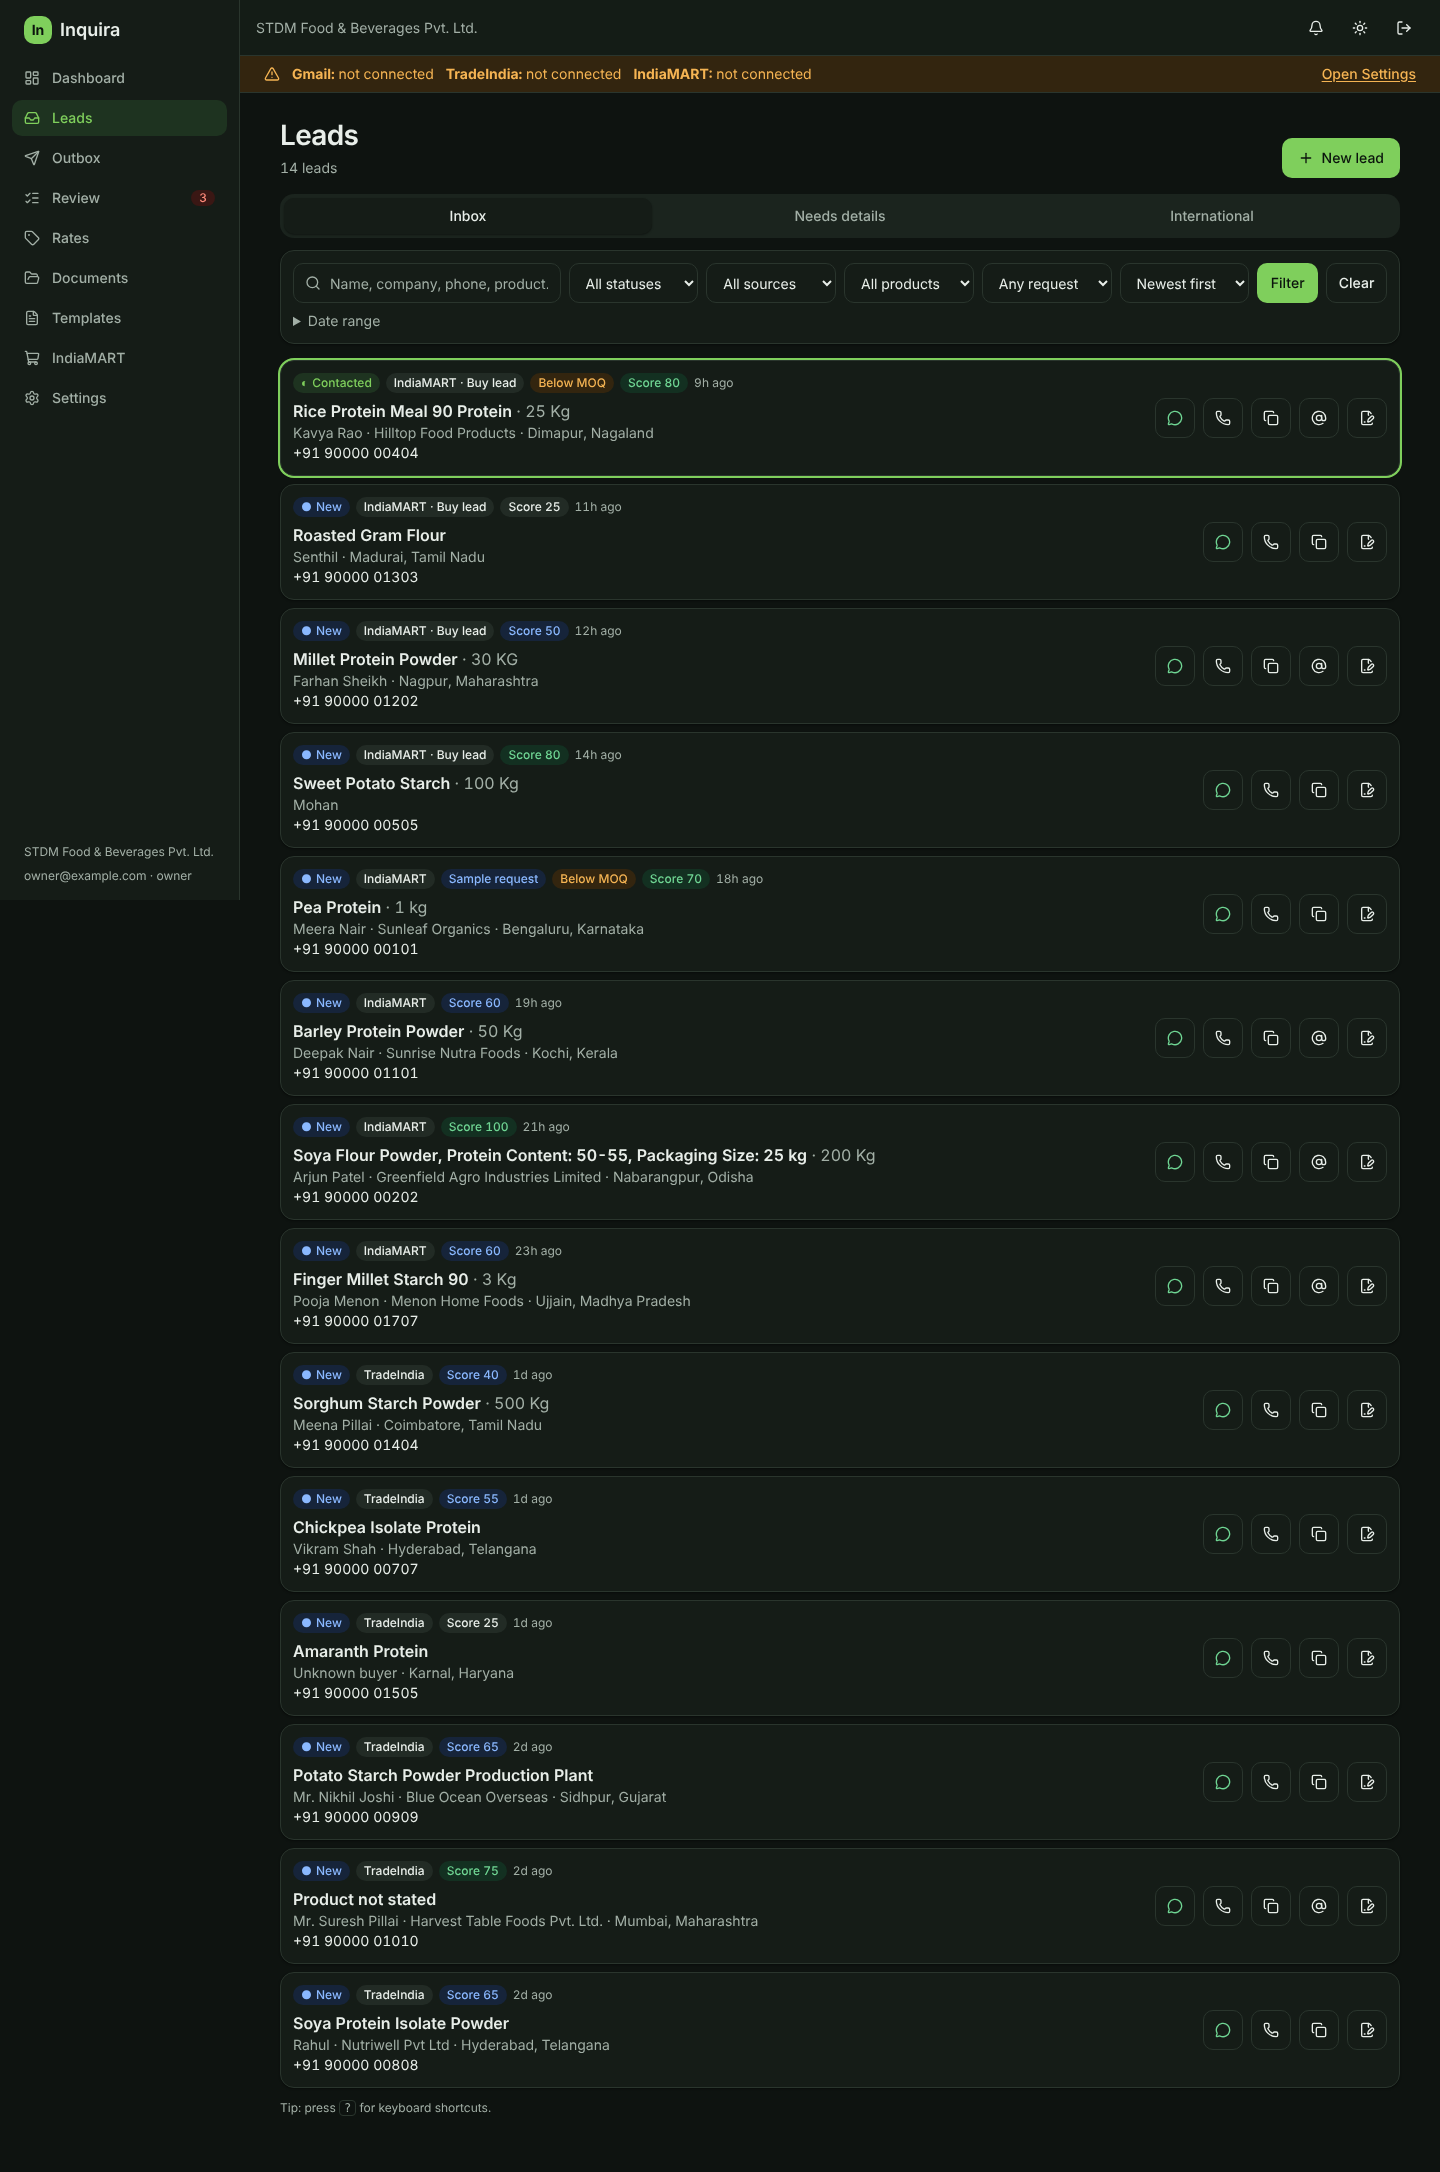 In Inquira
Dashboard
Leads
Outbox
Review 3
Rates
Documents
Templates
IndiaMART
Settings
STDM Food & Beverages Pvt. Ltd.
owner@example.com · owner
STDM Food & Beverages Pvt. Ltd.
Gmail: not connected TradeIndia: not connected IndiaMART: not connected Open Settings
Leads
14 leads
New lead
Inbox Needs details International
Name, company, phone, product. All statuses All sources All products Any request Newest first Filter Clear
Date range
Contacted IndiaMART · Buy lead Below MOQ Score 80 9h ago
Rice Protein Meal 90 Protein · 25 Kg
Kavya Rao · Hilltop Food Products · Dimapur, Nagaland
+91 90000 00404
New IndiaMART · Buy lead Score 25 11h ago
Roasted Gram Flour
Senthil · Madurai, Tamil Nadu
+91 90000 01303
New IndiaMART · Buy lead Score 50 12h ago
Millet Protein Powder · 30 KG
Farhan Sheikh · Nagpur, Maharashtra
+91 90000 01202
New IndiaMART · Buy lead Score 80 14h ago
Sweet Potato Starch · 100 Kg
Mohan
+91 90000 00505
New IndiaMART Sample request Below MOQ Score 70 18h ago
Pea Protein · 1 kg
Meera Nair · Sunleaf Organics · Bengaluru, Karnataka
+91 90000 00101
New IndiaMART Score 60 19h ago
Barley Protein Powder · 50 Kg
Deepak Nair · Sunrise Nutra Foods · Kochi, Kerala
+91 90000 01101
New IndiaMART Score 100 21h ago
Soya Flour Powder, Protein Content: 50-55, Packaging Size: 25 kg · 200 Kg
Arjun Patel · Greenfield Agro Industries Limited · Nabarangpur, Odisha
+91 90000 00202
New IndiaMART Score 60 23h ago
Finger Millet Starch 90 · 3 Kg
Pooja Menon · Menon Home Foods · Ujjain, Madhya Pradesh
+91 90000 01707
New TradeIndia Score 40 1d ago
Sorghum Starch Powder · 500 Kg
Meena Pillai · Coimbatore, Tamil Nadu
+91 90000 01404
New TradeIndia Score 55 1d ago
Chickpea Isolate Protein
Vikram Shah · Hyderabad, Telangana
+91 90000 00707
New TradeIndia Score 25 1d ago
Amaranth Protein
Unknown buyer · Karnal, Haryana
+91 90000 01505
New TradeIndia Score 65 2d ago
Potato Starch Powder Production Plant
Mr. Nikhil Joshi · Blue Ocean Overseas · Sidhpur, Gujarat
+91 90000 00909
New TradeIndia Score 75 2d ago
Product not stated
Mr. Suresh Pillai · Harvest Table Foods Pvt. Ltd. · Mumbai, Maharashtra
+91 90000 01010
New TradeIndia Score 65 2d ago
Soya Protein Isolate Powder
Rahul · Nutriwell Pvt Ltd · Hyderabad, Telangana
+91 90000 00808
Tip: press ? for keyboard shortcuts.